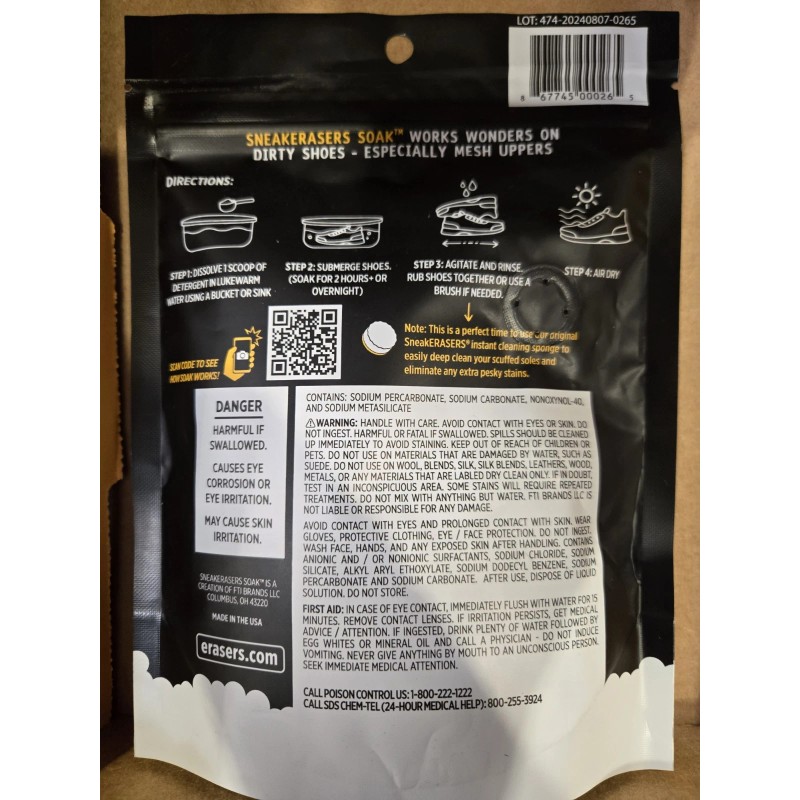 LOT: 474-20240807-0265
8 67745 00026 5
SNEAKERASERS SOAK™ WORKS WONDERS ON
DIRTY SHOES - ESPECIALLY MESH UPPERS
DIRECTIONS:
STEP 1: DISSOLVE 1 SCOOP OF
DETERGENT IN LUKEWARM
WATER USING A BUCKET OR SINK
STEP 2: SUBMERGE SHOES.
(SOAK FOR 2 HOURS+ OR
OVERNIGHT)
STEP 3: AGITATE AND RINSE.
RUB SHOES TOGETHER OR USE A
BRUSH IF NEEDED.
STEP 4: AIR DRY
SCAN CODE TO SEE
HOW SOAK WORKS!
Note: This is a perfect time to use our original
SneakERASERS® instant cleaning sponge to
easily deep clean your scuffed soles and
eliminate any extra pesky stains.
DANGER
HARMFUL IF
SWALLOWED.
CAUSES EYE
CORROSION OR
EYE IRRITATION.
MAY CAUSE SKIN
IRRITATION.
SNEAKERASERS SOAK™ IS A
CREATION OF FTI BRANDS LLC
COLUMBUS, OH 43220
MADE IN THE USA
erasers.com
CONTAINS: SODIUM PERCARBONATE, SODIUM CARBONATE, NONOXYNOL-40,
AND SODIUM METASILICATE
⚠WARNING: HANDLE WITH CARE. AVOID CONTACT WITH EYES OR SKIN. DO
NOT INGEST. HARMFUL OR FATAL IF SWALLOWED. SPILLS SHOULD BE CLEANED
UP IMMEDIATELY TO AVOID STAINING. KEEP OUT OF REACH OF CHILDREN OR
PETS. DO NOT USE ON MATERIALS THAT ARE DAMAGED BY WATER, SUCH AS
SUEDE. DO NOT USE ON WOOL, BLENDS, SILK, SILK BLENDS, LEATHERS, WOOD,
METALS, OR ANY MATERIALS THAT ARE LABLED DRY CLEAN ONLY. IF IN DOUBT,
TEST IN AN INCONSPICUOUS AREA. SOME STAINS WILL REQUIRE REPEATED
TREATMENTS. DO NOT MIX WITH ANYTHING BUT WATER. FTI BRANDS LLC IS
NOT LIABLE OR RESPONSIBLE FOR ANY DAMAGE.
AVOID CONTACT WITH EYES AND PROLONGED CONTACT WITH SKIN. WEAR
GLOVES, PROTECTIVE CLOTHING, EYE / FACE PROTECTION. DO NOT INGEST.
WASH FACE, HANDS, AND ANY EXPOSED SKIN AFTER HANDLING. CONTAINS
ANIONIC AND / OR NONIONIC SURFACTANTS, SODIUM CHLORIDE, SODIUM
SILICATE, ALKYL ARYL ETHOXYLATE, SODIUM DODECYL BENZENE, SODIUM
PERCARBONATE AND SODIUM CARBONATE. AFTER USE, DISPOSE OF LIQUID
SOLUTION. DO NOT STORE.
FIRST AID: IN CASE OF EYE CONTACT, IMMEDIATELY FLUSH WITH WATER FOR 15
MINUTES. REMOVE CONTACT LENSES. IF IRRITATION PERSISTS, GET MEDICAL
ADVICE / ATTENTION. IF INGESTED, DRINK PLENTY OF WATER FOLLOWED BY
EGG WHITES OR MINERAL OIL AND CALL A PHYSICIAN - DO NOT INDUCE
VOMITING. NEVER GIVE ANYTHING BY MOUTH TO AN UNCONSCIOUS PERSON.
SEEK IMMEDIATE MEDICAL ATTENTION.
CALL POISON CONTROL US: 1-800-222-1222
CALL SDS CHEM-TEL (24-HOUR MEDICAL HELP): 800-255-3924